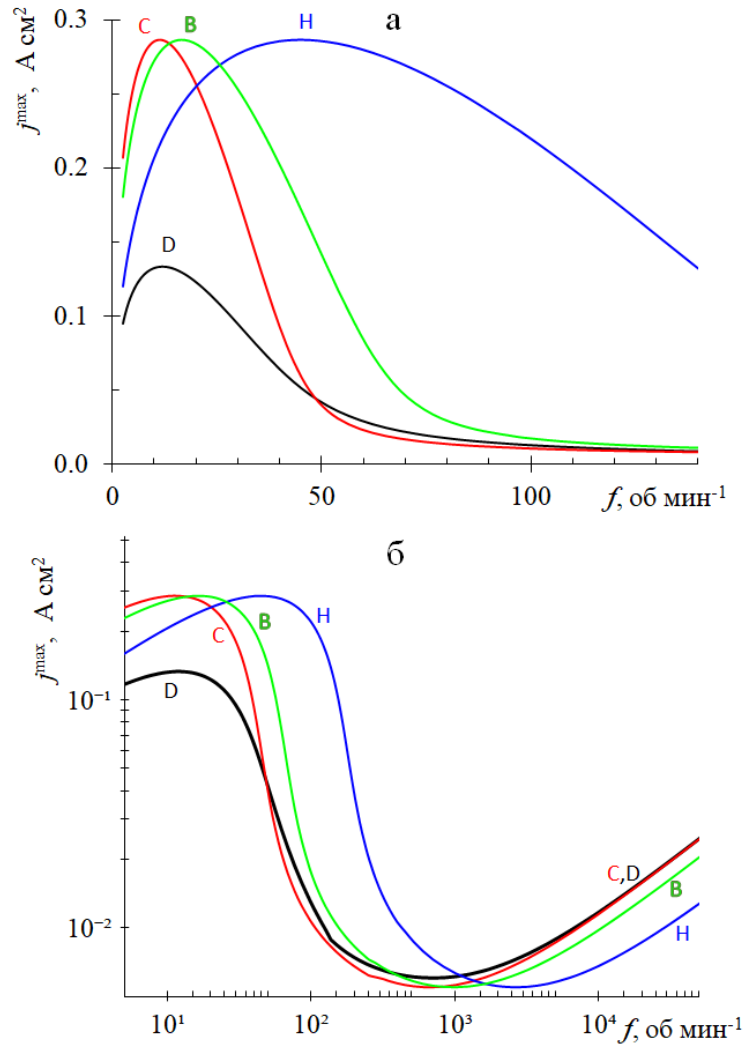 а
0.3
C
B
H
j^max, А см²
0.2
D
0.1
0.0
0
50
100
f, об мин⁻¹
б
j^max, А см²
H
C
B
D
10⁻¹
C,D
B
10⁻²
H
10¹
10²
10³
10⁴
f, об мин⁻¹